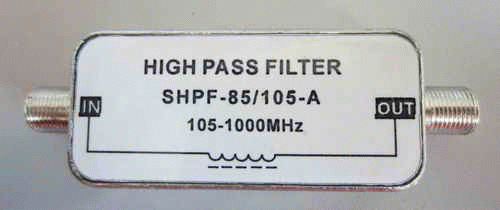 HIGH PASS FILTER
SHPF-85/105-A
IN
OUT
105-1000MHz